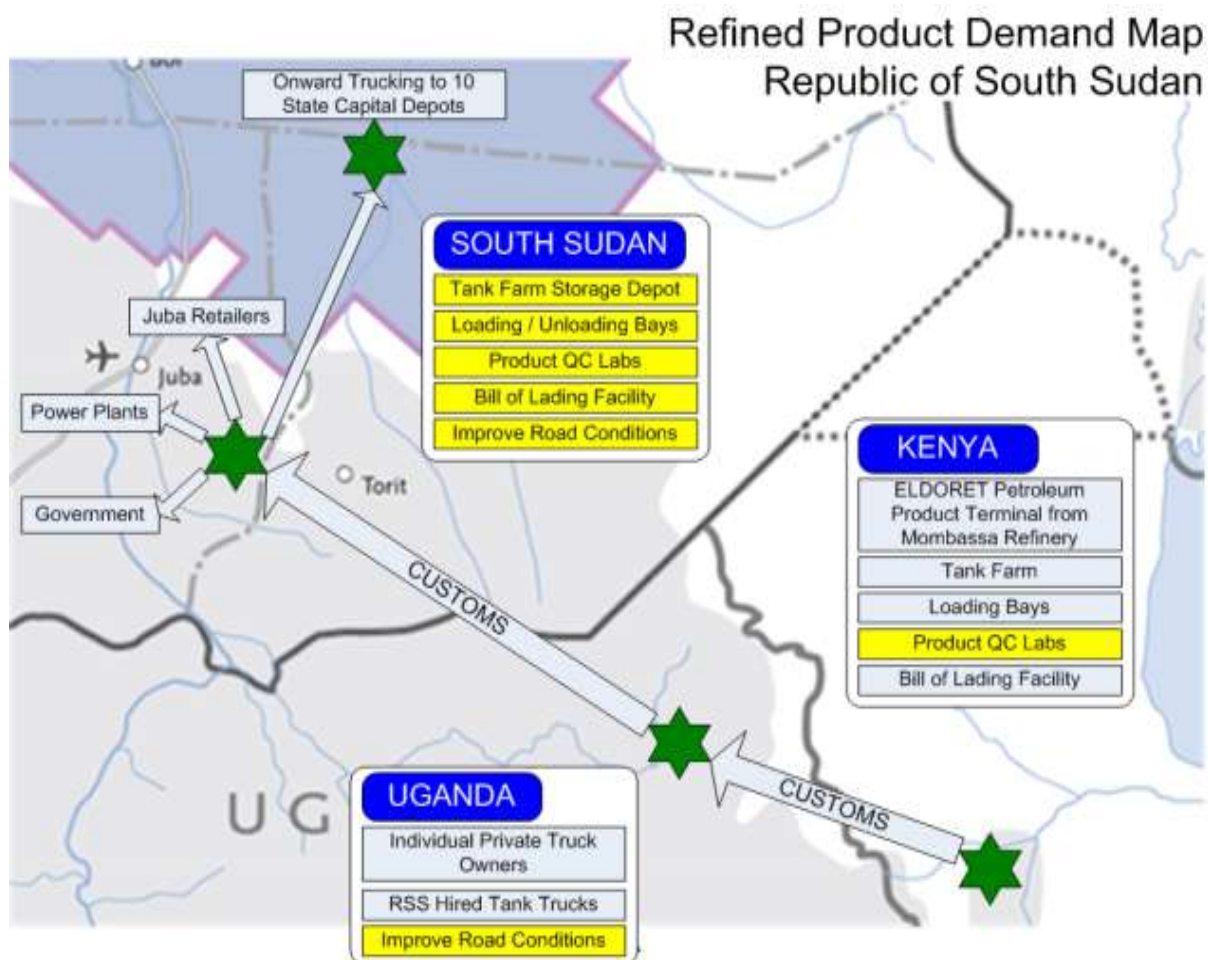 Refined Product Demand Map
Republic of South Sudan
Onward Trucking to 10
State Capital Depots
SOUTH SUDAN
Tank Farm Storage Depot
Loading / Unloading Bays
Product QC Labs
Bill of Lading Facility
Improve Road Conditions
Juba Retailers
Juba
Power Plants
Government
Torit
KENYA
ELDORET Petroleum
Product Terminal from
Mombassa Refinery
Tank Farm
Loading Bays
Product QC Labs
Bill of Lading Facility
CUSTOMS
CUSTOMS
UGANDA
Individual Private Truck
Owners
RSS Hired Tank Trucks
Improve Road Conditions
U G